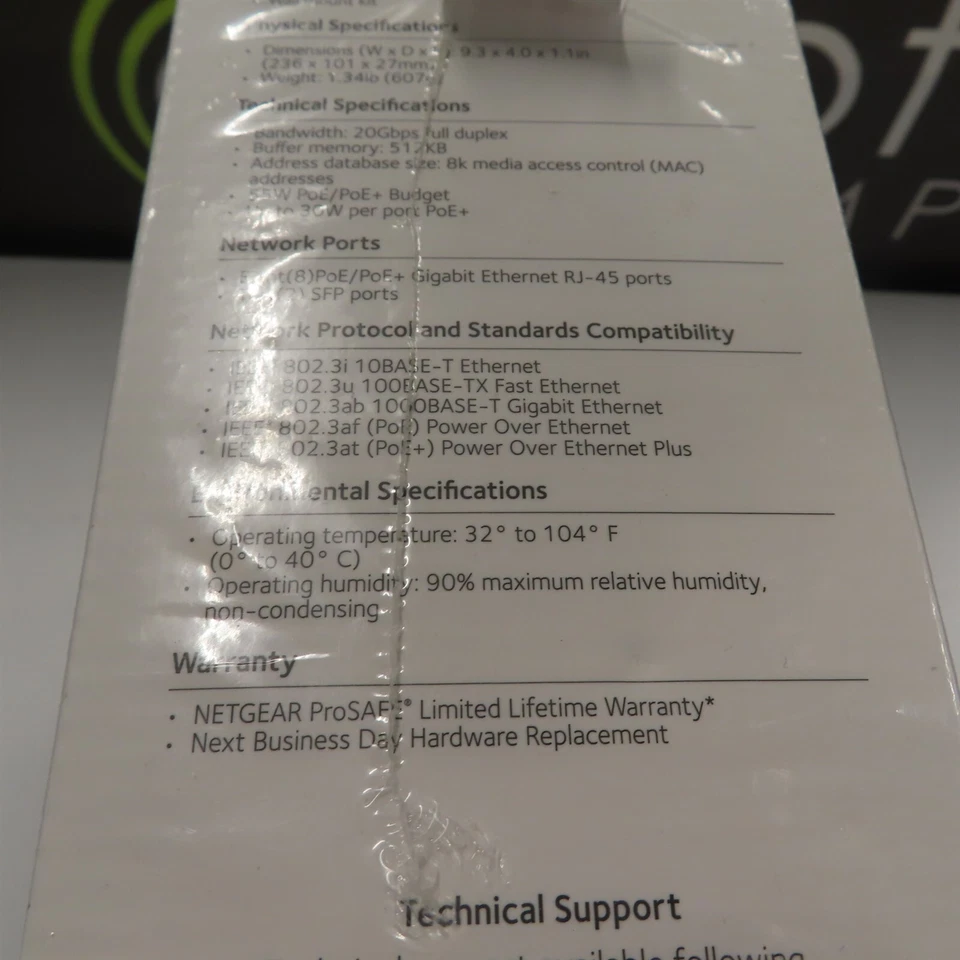 Physical Specifications
• Dimensions (W x D x 9.3 x 4.0 x 1.1in
(236 x 101 x 27mm)
• Weight: 1.34lb (607g)
Technical Specifications
Bandwidth: 20Gbps full duplex
• Buffer memory: 512KB
• Address database size: 8k media access control (MAC)
addresses
• 55W PoE/PoE+ Budget
• to 30W per port PoE+
Network Ports
• (8)PoE/PoE+ Gigabit Ethernet RJ-45 ports
• SFP ports
Network Protocol and Standards Compatibility
• IEEE 802.3i 10BASE-T Ethernet
• IEEE 802.3u 100BASE-TX Fast Ethernet
• IEEE 802.3ab 1000BASE-T Gigabit Ethernet
• IEEE 802.3af (PoE) Power Over Ethernet
• IEEE 802.3at (PoE+) Power Over Ethernet Plus
Environmental Specifications
• Operating temperature: 32° to 104° F
(0° to 40° C)
• Operating humidity: 90% maximum relative humidity,
non-condensing
Warranty
• NETGEAR ProSAFE® Limited Lifetime Warranty*
• Next Business Day Hardware Replacement
Technical Support
available following